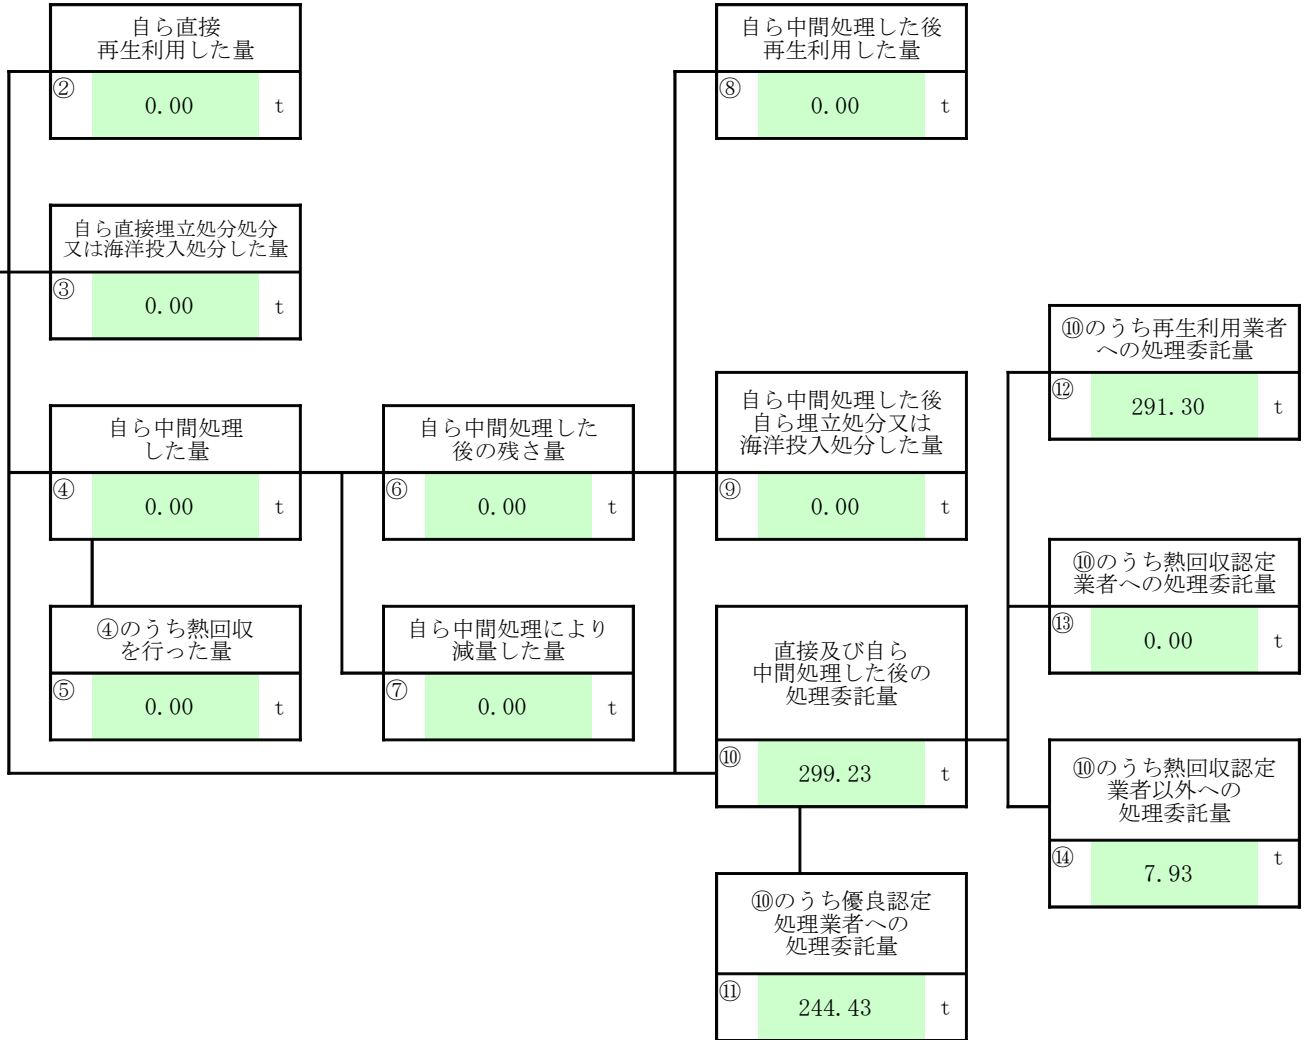 自ら直接
再生利用した量
② 0.00 t
自ら中間処理した後
再生利用した量
⑧ 0.00 t
自ら直接埋立処分処分
又は海洋投入処分した量
③ 0.00 t
⑩のうち再生利用業者
への処理委託量
⑫ 291.30 t
自ら中間処理
した量
④ 0.00 t
自ら中間処理した
後の残さ量
⑥ 0.00 t
自ら中間処理した後
自ら埋立処分又は
海洋投入処分した量
⑨ 0.00 t
⑩のうち熱回収認定
業者への処理委託量
⑬ 0.00 t
④のうち熱回収
を行った量
⑤ 0.00 t
自ら中間処理により
減量した量
⑦ 0.00 t
直接及び自ら
中間処理した後の
処理委託量
⑩ 299.23 t
⑩のうち熱回収認定
業者以外への
処理委託量
⑭ 7.93 t
⑩のうち優良認定
処理業者への
処理委託量
⑪ 244.43 t